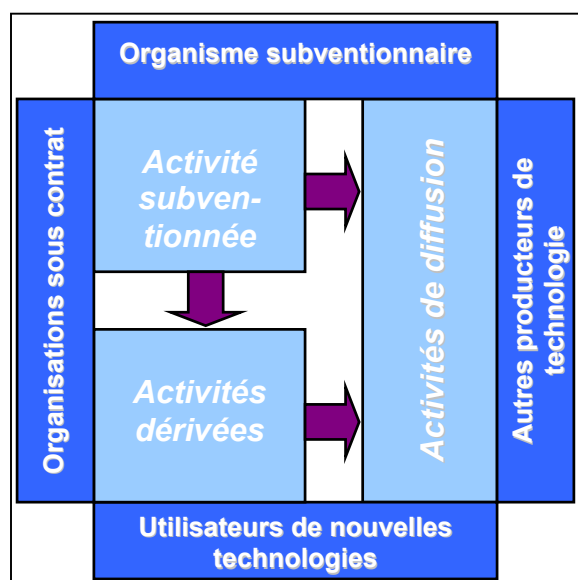 Organisme subventionnaire
Organisations sous contrat
Activité
subven-
tionnée
Activités de diffusion
Autres producteurs de
technologie
Activités
dérivées
Utilisateurs de nouvelles
technologies